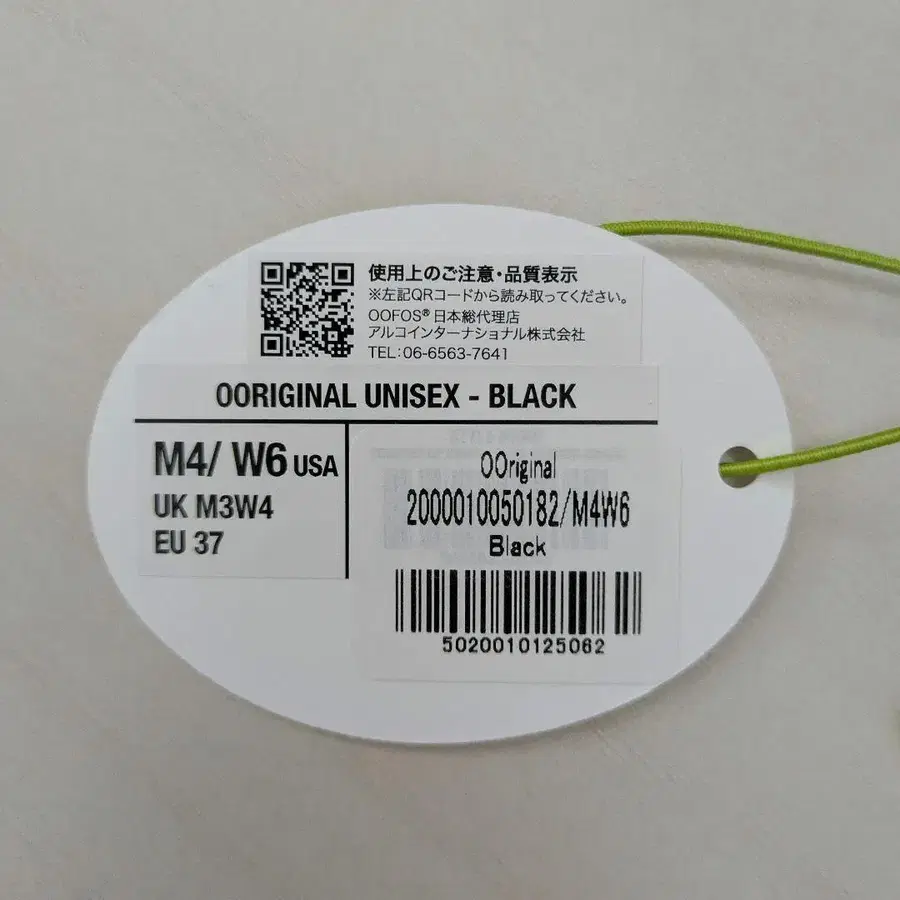 使用上のご注意・品質表示
※左記QRコードから読み取ってください。
OOFOS® 日本総代理店
アルコインターナショナル株式会社
TEL:06-6563-7641
OORIGINAL UNISEX - BLACK
M4/ W6 USA
UK M3W4
EU 37
OOriginal
2000010050182/M4W6
Black
5020010125062